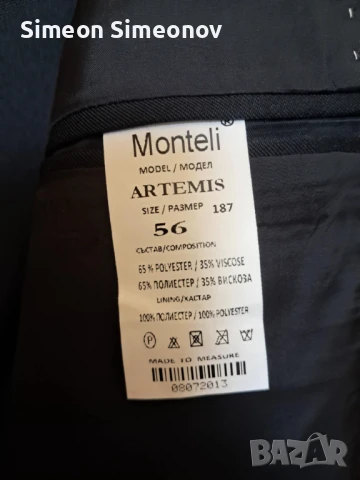 Simeon Simeonov
Monteli®
MODEL / МОДЕЛ
ARTEMIS
SIZE / РАЗМЕР 187
56
СЪСТАВ/COMPOSITION
65 % POLYESTER / 35% VISCOSE
65% ПОЛИЕСТЕР / 35% ВИСКОЗА
LINING/ХАСТАР
100% ПОЛИЕСТЕР / 100% POLYESTER
P
MADE TO MEASURE
08072013
BAZAR